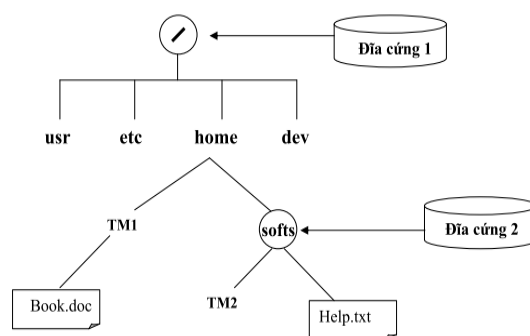 /
Đĩa cứng 1
usr etc home dev
TM1
softs
Đĩa cứng 2
Book.doc
TM2
Help.txt